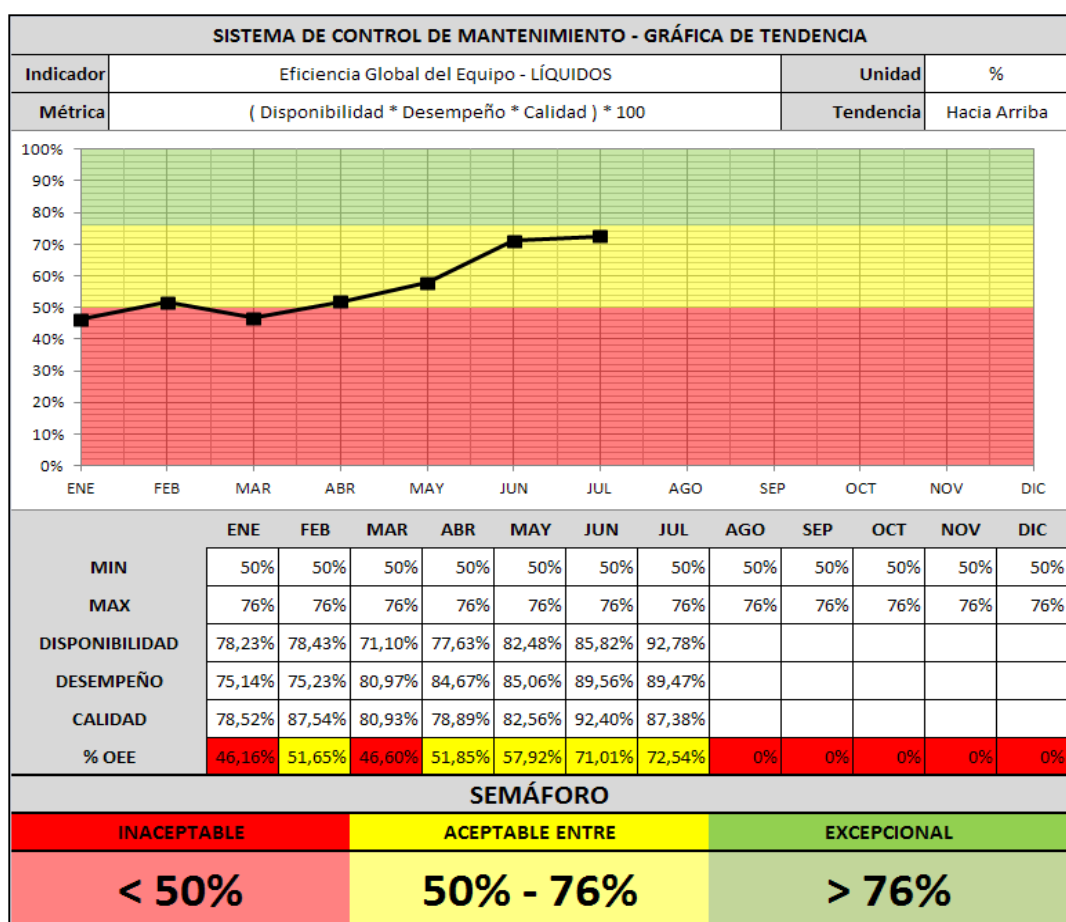 SISTEMA DE CONTROL DE MANTENIMIENTO - GRÁFICA DE TENDENCIA
Indicador Eficiencia Global del Equipo - LÍQUIDOS Unidad %
Métrica ( Disponibilidad * Desempeño * Calidad ) * 100 Tendencia Hacia Arriba
100%
90%
80%
70%
60%
50%
40%
30%
20%
10%
0%
ENE FEB MAR ABR MAY JUN JUL AGO SEP OCT NOV DIC
ENE FEB MAR ABR MAY JUN JUL AGO SEP OCT NOV DIC
MIN 50% 50% 50% 50% 50% 50% 50% 50% 50% 50% 50% 50%
MAX 76% 76% 76% 76% 76% 76% 76% 76% 76% 76% 76% 76%
DISPONIBILIDAD 78,23% 78,43% 71,10% 77,63% 82,48% 85,82% 92,78%
DESEMPEÑO 75,14% 75,23% 80,97% 84,67% 85,06% 89,56% 89,47%
CALIDAD 78,52% 87,54% 80,93% 78,89% 82,56% 92,40% 87,38%
% OEE 46,16% 51,65% 46,60% 51,85% 57,92% 71,01% 72,54% 0% 0% 0% 0% 0%
SEMÁFORO
INACEPTABLE ACEPTABLE ENTRE EXCEPCIONAL
< 50% 50% - 76% > 76%